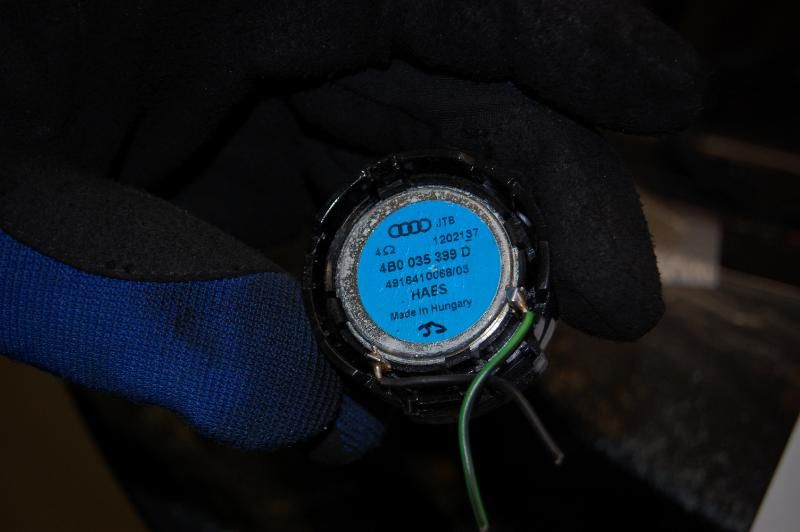 JTB
4Ω 1202137
4B0 035 399 D
4916410068/03
HAES
Made in Hungary